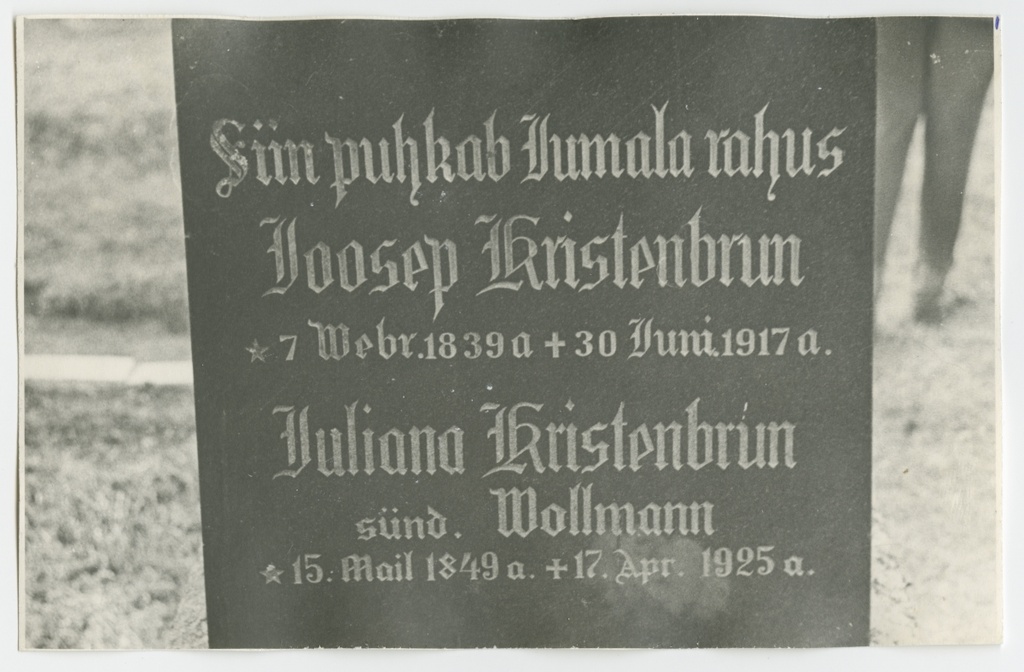 Siin puhkab Jumala rahus
Joosep Kristenbrun
* 7 Webr. 1839 a + 30 Juni. 1917 a.
Juliana Kristenbrun
sünd. Wollmann
* 15. Mail 1849 a. + 17. Apr. 1925 a.